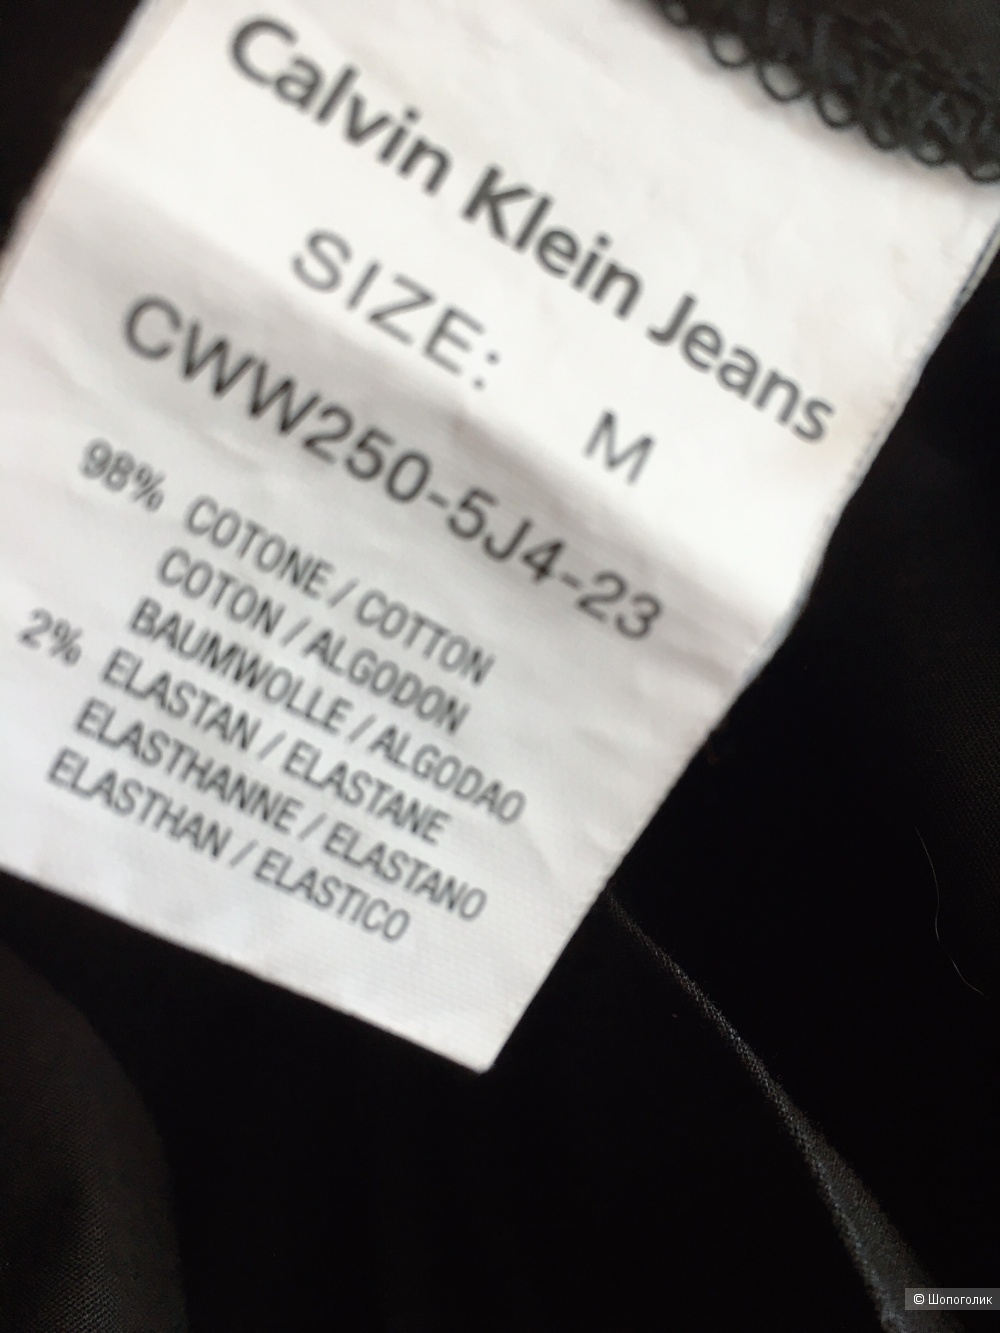 Calvin Klein Jeans
SIZE: M
CWW250-5J4-23
98% COTONE / COTTON
COTON / ALGODON
BAUMWOLLE / ALGODAO
2% ELASTAN / ELASTANE
ELASTHANNE / ELASTANO
ELASTHAN / ELASTICO
© Шопоголик